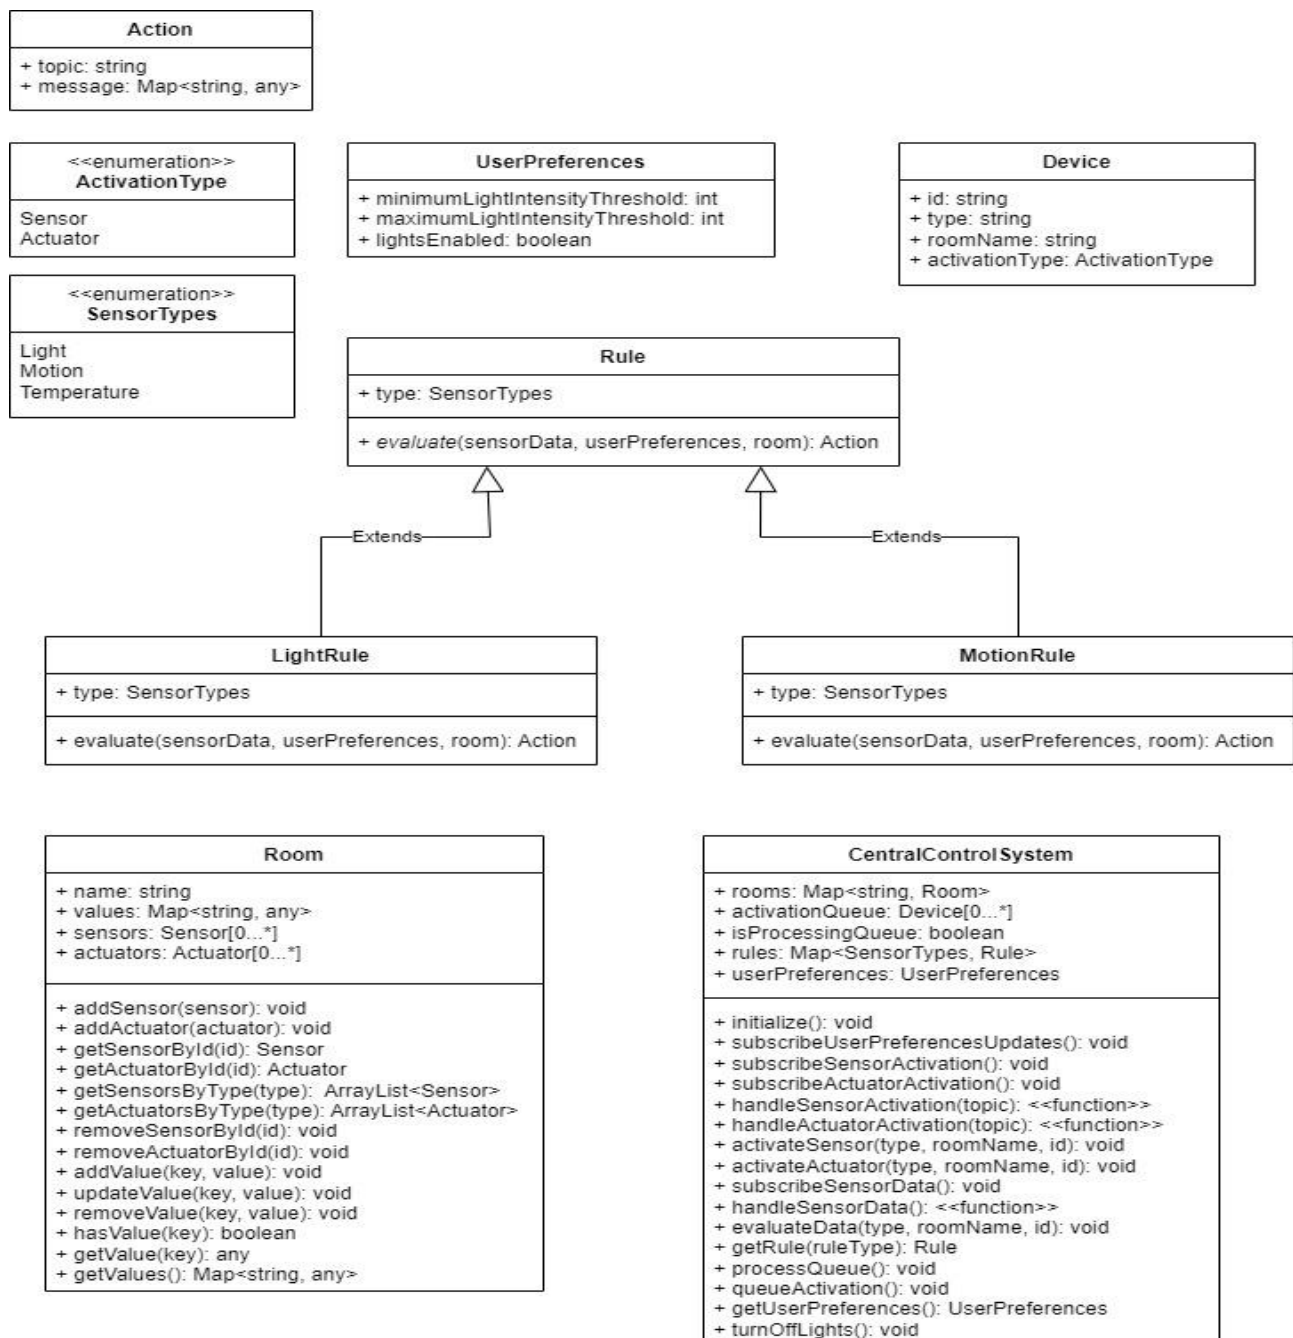 Action
+ topic: string
+ message: Map<string, any>
<<enumeration>>
ActivationType
Sensor
Actuator
UserPreferences
+ minimumLightIntensityThreshold: int
+ maximumLightIntensityThreshold: int
+ lightsEnabled: boolean
Device
+ id: string
+ type: string
+ roomName: string
+ activationType: ActivationType
<<enumeration>>
SensorTypes
Light
Motion
Temperature
Rule
+ type: SensorTypes
+ evaluate(sensorData, userPreferences, room): Action
Extends
Extends
LightRule
+ type: SensorTypes
+ evaluate(sensorData, userPreferences, room): Action
MotionRule
+ type: SensorTypes
+ evaluate(sensorData, userPreferences, room): Action
Room
+ name: string
+ values: Map<string, any>
+ sensors: Sensor[0...*]
+ actuators: Actuator[0...*]
+ addSensor(sensor): void
+ addActuator(actuator): void
+ getSensorById(id): Sensor
+ getActuatorById(id): Actuator
+ getSensorsByType(type): ArrayList<Sensor>
+ getActuatorsByType(type): ArrayList<Actuator>
+ removeSensorById(id): void
+ removeActuatorById(id): void
+ addValue(key, value): void
+ updateValue(key, value): void
+ removeValue(key, value): void
+ hasValue(key): boolean
+ getValue(key): any
+ getValues(): Map<string, any>
CentralControlSystem
+ rooms: Map<string, Room>
+ activationQueue: Device[0...*]
+ isProcessingQueue: boolean
+ rules: Map<SensorTypes, Rule>
+ userPreferences: UserPreferences
+ initialize(): void
+ subscribeUserPreferencesUpdates(): void
+ subscribeSensorActivation(): void
+ subscribeActuatorActivation(): void
+ handleSensorActivation(topic): <<function>>
+ handleActuatorActivation(topic): <<function>>
+ activateSensor(type, roomName, id): void
+ activateActuator(type, roomName, id): void
+ subscribeSensorData(): void
+ handleSensorData(): <<function>>
+ evaluateData(type, roomName, id): void
+ getRule(ruleType): Rule
+ processQueue(): void
+ queueActivation(): void
+ getUserPreferences(): UserPreferences
+ turnOffLights(): void